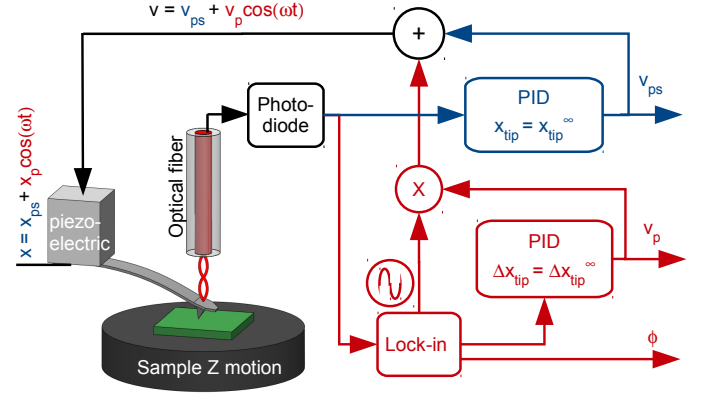 v = v_ps + v_p cos(ωt)
+
v_ps
Photo-
diode
PID
x_tip = x_tip^∞
x = x_ps + x_p cos(ωt)
Optical fiber
X
piezo-
electric
v_p
PID
Δx_tip = Δx_tip^∞
Lock-in
ϕ
Sample Z motion